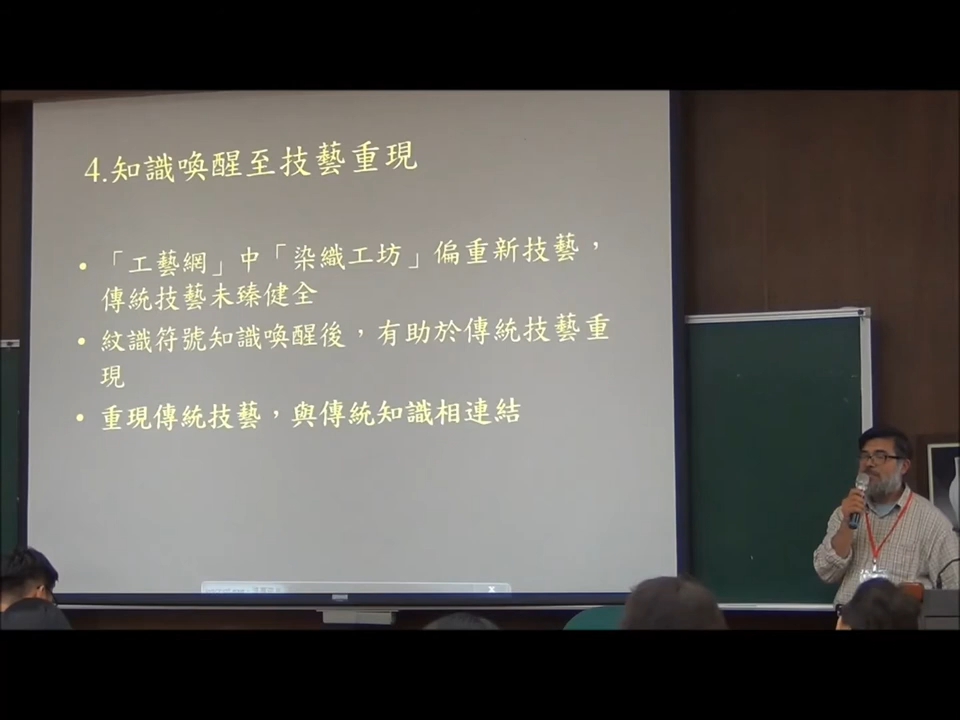 4.知識喚醒至技藝重現
•「工藝網」中「染織工坊」偏重新技藝，
傳統技藝未臻健全
•紋識符號知識喚醒後，有助於傳統技藝重
現
•重現傳統技藝，與傳統知識相連結